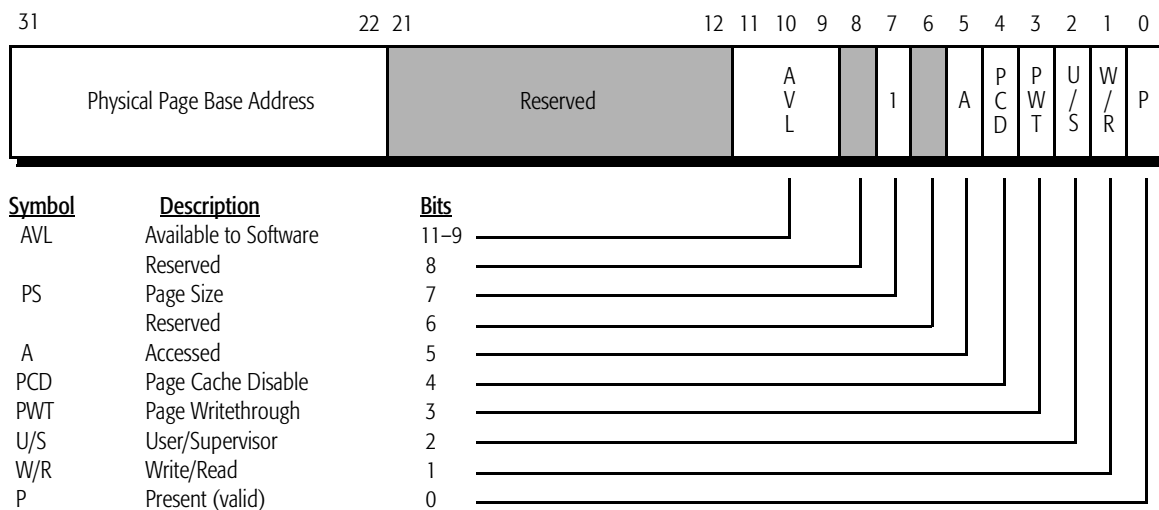 31 22 21 12 11 10 9 8 7 6 5 4 3 2 1 0
Physical Page Base Address Reserved AVL 1 A PCD PWT U/S W/R P
Symbol Description Bits
AVL Available to Software 11–9
Reserved 8
PS Page Size 7
Reserved 6
A Accessed 5
PCD Page Cache Disable 4
PWT Page Writethrough 3
U/S User/Supervisor 2
W/R Write/Read 1
P Present (valid) 0